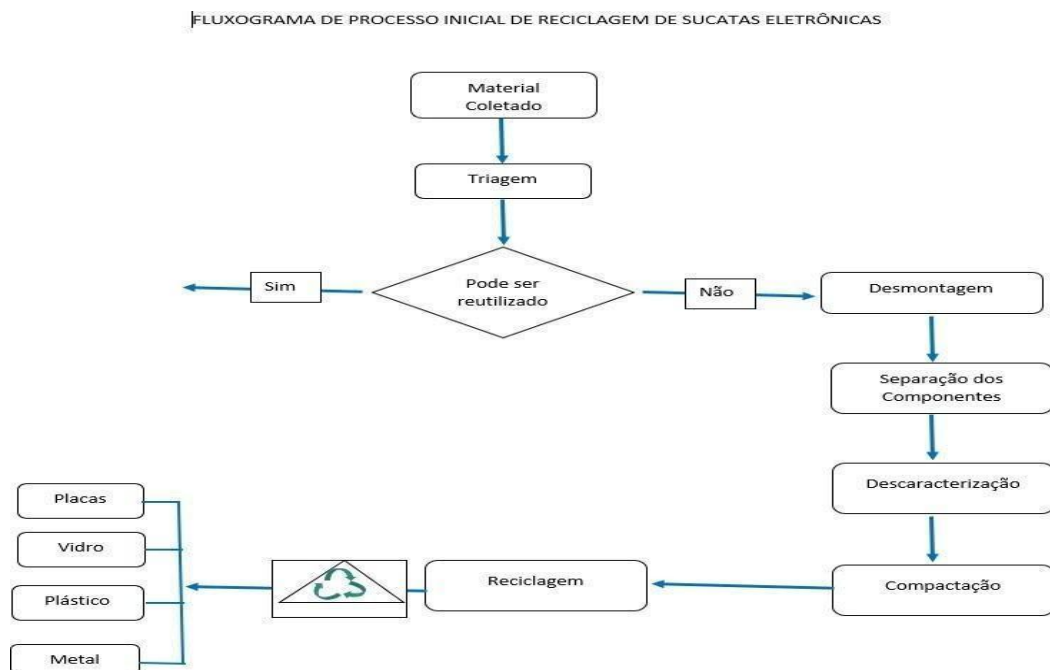 FLUXOGRAMA DE PROCESSO INICIAL DE RECICLAGEM DE SUCATAS ELETRÔNICAS
Material
Coletado
Triagem
Pode ser
reutilizado
Sim
Não
Desmontagem
Separação dos
Componentes
Descaracterização
Compactação
Reciclagem
Placas
Vidro
Plástico
Metal